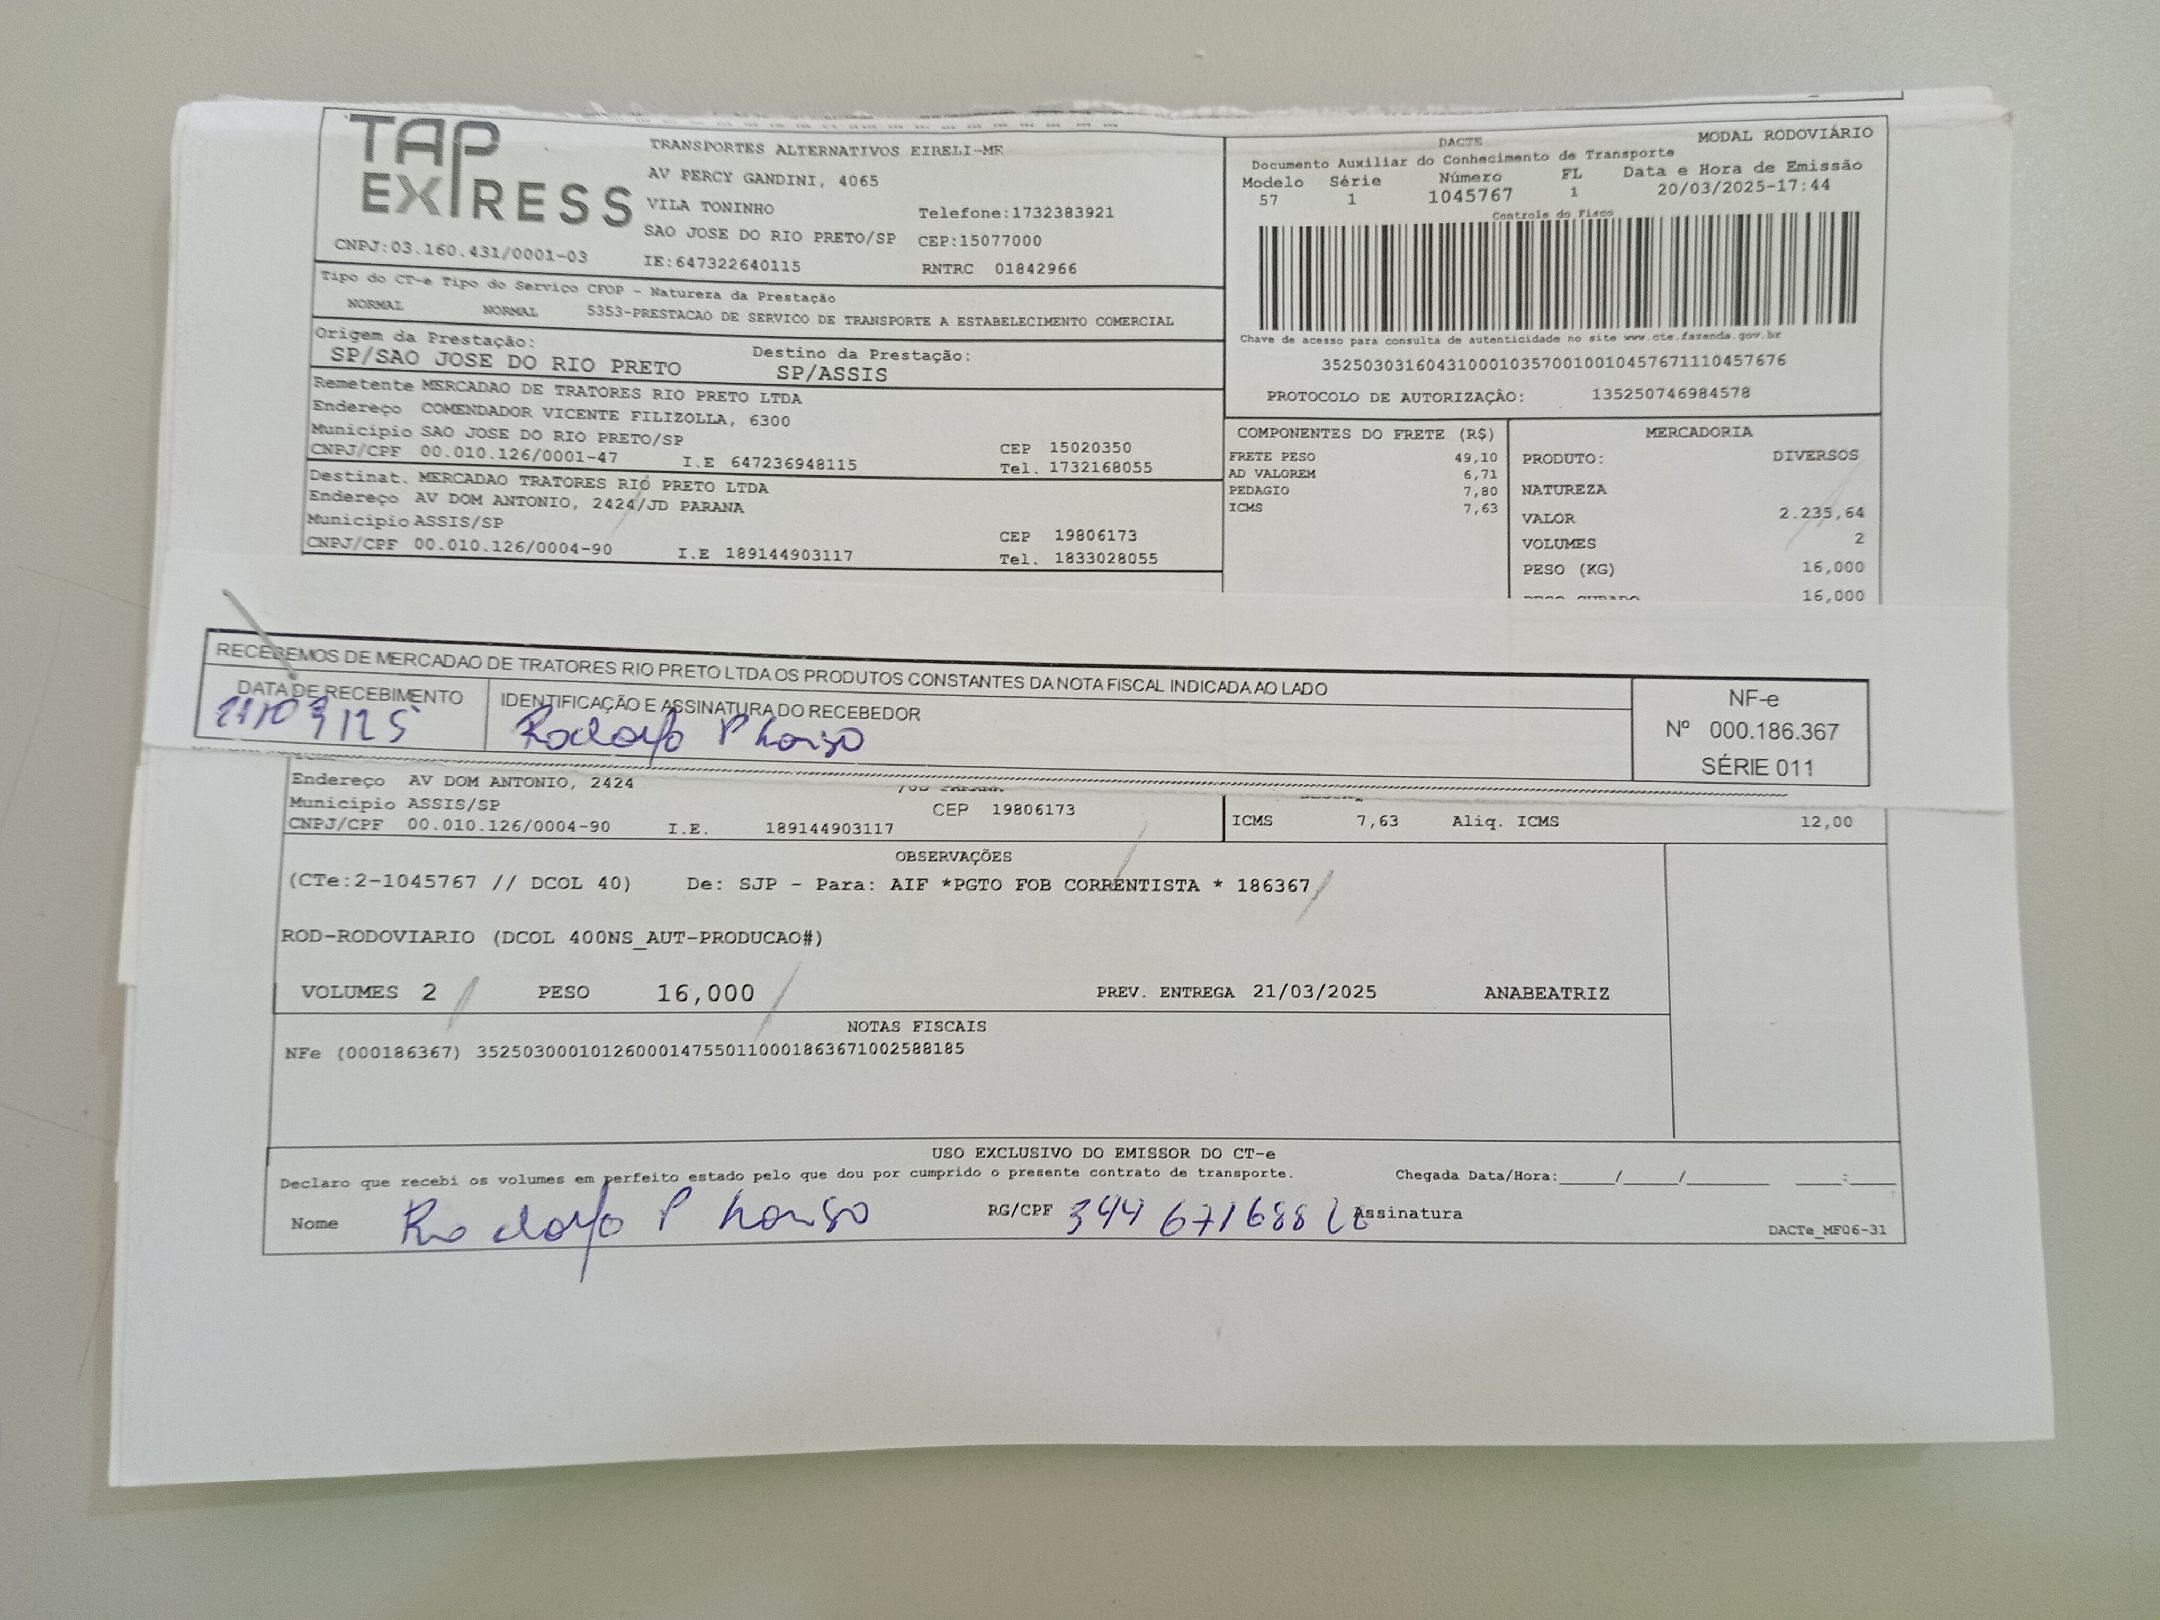 TAP
EXPRESS
TRANSPORTES ALTERNATIVOS EIRELI-ME
AV PERCY GANDINI, 4065
VILA TONINHO
Telefone:1732383921
SAO JOSE DO RIO PRETO/SP CEP:15077000
CNPJ:03.160.431/0001-03
IE:647322640115
RNTRC 01842966
Tipo do CT-e Tipo do Serviço CFOP - Natureza da Prestação
NORMAL NORMAL 5353-PRESTACAO DE SERVICO DE TRANSPORTE A ESTABELECIMENTO COMERCIAL
Origem da Prestação:
SP/SAO JOSE DO RIO PRETO
Destino da Prestação:
SP/ASSIS
Remetente MERCADAO DE TRATORES RIO PRETO LTDA
Endereço COMENDADOR VICENTE FILIZOLLA, 6300
Municipio SAO JOSE DO RIO PRETO/SP CEP 15020350
CNPJ/CPF 00.010.126/0001-47 I.E 647236948115 Tel. 1732168055
Destinat. MERCADAO TRATORES RIO PRETO LTDA
Endereço AV DOM ANTONIO, 2424/JD PARANA
Municipio ASSIS/SP CEP 19806173
CNPJ/CPF 00.010.126/0004-90 I.E 189144903117 Tel. 1833028055
DACTE
MODAL RODOVIÁRIO
Documento Auxiliar do Conhecimento de Transporte
Modelo Série Número FL Data e Hora de Emissão
57 1 1045767 1 20/03/2025-17:44
Controle do Fisco
Chave de acesso para consulta de autenticidade no site www.cte.fazenda.gov.br
35250303160431000103570010010457671110457676
PROTOCOLO DE AUTORIZAÇÃO: 135250746984578
COMPONENTES DO FRETE (R$)
FRETE PESO 49,10
AD VALOREM 6,71
PEDAGIO 7,80
ICMS 7,63
MERCADORIA
PRODUTO: DIVERSOS
NATUREZA
VALOR 2.235,64
VOLUMES 2
PESO (KG) 16,000
16,000
RECEBEMOS DE MERCADAO DE TRATORES RIO PRETO LTDA OS PRODUTOS CONSTANTES DA NOTA FISCAL INDICADA AO LADO
DATA DE RECEBIMENTO
21/03/25
IDENTIFICAÇÃO E ASSINATURA DO RECEBEDOR
Rodolfo P
NF-e
Nº 000.186.367
SÉRIE 011
Endereço AV DOM ANTONIO, 2424
Municipio ASSIS/SP CEP 19806173
CNPJ/CPF 00.010.126/0004-90 I.E. 189144903117
ICMS 7,63 Aliq. ICMS 12,00
OBSERVAÇÕES
(CTe:2-1045767 // DCOL 40) De: SJP - Para: AIF *PGTO FOB CORRENTISTA * 186367
ROD-RODOVIARIO (DCOL 400NS_AUT-PRODUCAO#)
VOLUMES 2 PESO 16,000 PREV. ENTREGA 21/03/2025 ANABEATRIZ
NOTAS FISCAIS
NFe (000186367) 35250300010126000147550110001863671002588185
USO EXCLUSIVO DO EMISSOR DO CT-e
Declaro que recebi os volumes em perfeito estado pelo que dou por cumprido o presente contrato de transporte. Chegada Data/Hora:_____/_____/________ ____:____
Nome Rodolfo P RG/CPF Assinatura
DACTe_MF06-31